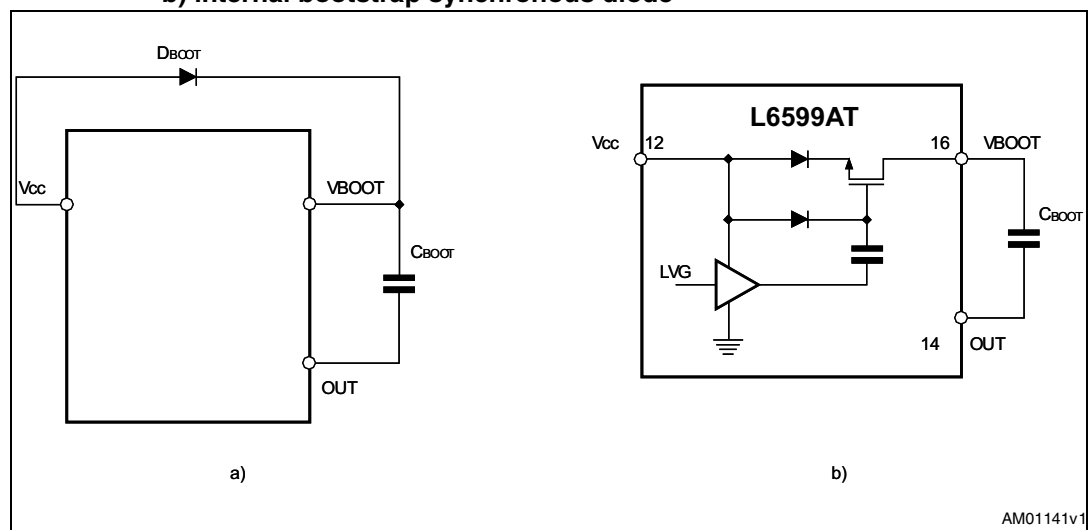 b) Internal bootstrap synchronous diode
DBOOT
Vcc
VBOOT
CBOOT
OUT
a)
L6599AT
Vcc
12
16
VBOOT
CBOOT
LVG
14
OUT
b)
AM01141v1